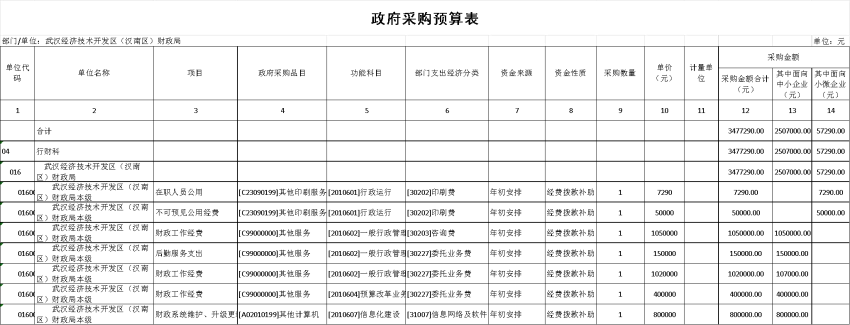 政府采购预算表
部门/单位: 武汉经济技术开发区（汉南区）财政局 单位: 元
单位代码 单位名称 项目 政府采购品目 功能科目 部门支出经济分类 资金来源 资金性质 采购数量 单价（元） 计量单位 采购金额
采购金额合计（元） 其中面向中小企业（元） 其中面向小微企业（元）
1 2 3 4 5 6 7 8 9 10 11 12 13 14
合计 3477290.00 2507000.00 57290.00
04 行财科 3477290.00 2507000.00 57290.00
016 武汉经济技术开发区（汉南区）财政局 3477290.00 2507000.00 57290.00
0160 武汉经济技术开发区（汉南区）财政局本级 在职人员公用 [C23090199]其他印刷服务 [2010601]行政运行 [30202]印刷费 年初安排 经费拨款补助 1 7290 7290.00 7290.00
0160 武汉经济技术开发区（汉南区）财政局本级 不可预见公用经费 [C23090199]其他印刷服务 [2010601]行政运行 [30202]印刷费 年初安排 经费拨款补助 1 50000 50000.00 50000.00
0160 武汉经济技术开发区（汉南区）财政局本级 财政工作经费 [C99000000]其他服务 [2010602]一般行政管理 [30203]咨询费 年初安排 经费拨款补助 1 1050000 1050000.00 1050000.00
0160 武汉经济技术开发区（汉南区）财政局本级 后勤服务支出 [C99000000]其他服务 [2010602]一般行政管理 [30227]委托业务费 年初安排 经费拨款补助 1 150000 150000.00 150000.00
0160 武汉经济技术开发区（汉南区）财政局本级 财政工作经费 [C99000000]其他服务 [2010602]一般行政管理 [30227]委托业务费 年初安排 经费拨款补助 1 1020000 1020000.00 107000.00
0160 武汉经济技术开发区（汉南区）财政局本级 财政工作经费 [C99000000]其他服务 [2010604]预算改革业务 [30227]委托业务费 年初安排 经费拨款补助 1 400000 400000.00 400000.00
0160 武汉经济技术开发区（汉南区）财政局本级 财政系统维护、升级更 [A02010199]其他计算机 [2010607]信息化建设 [31007]信息网络及软件 年初安排 经费拨款补助 1 800000 800000.00 800000.00